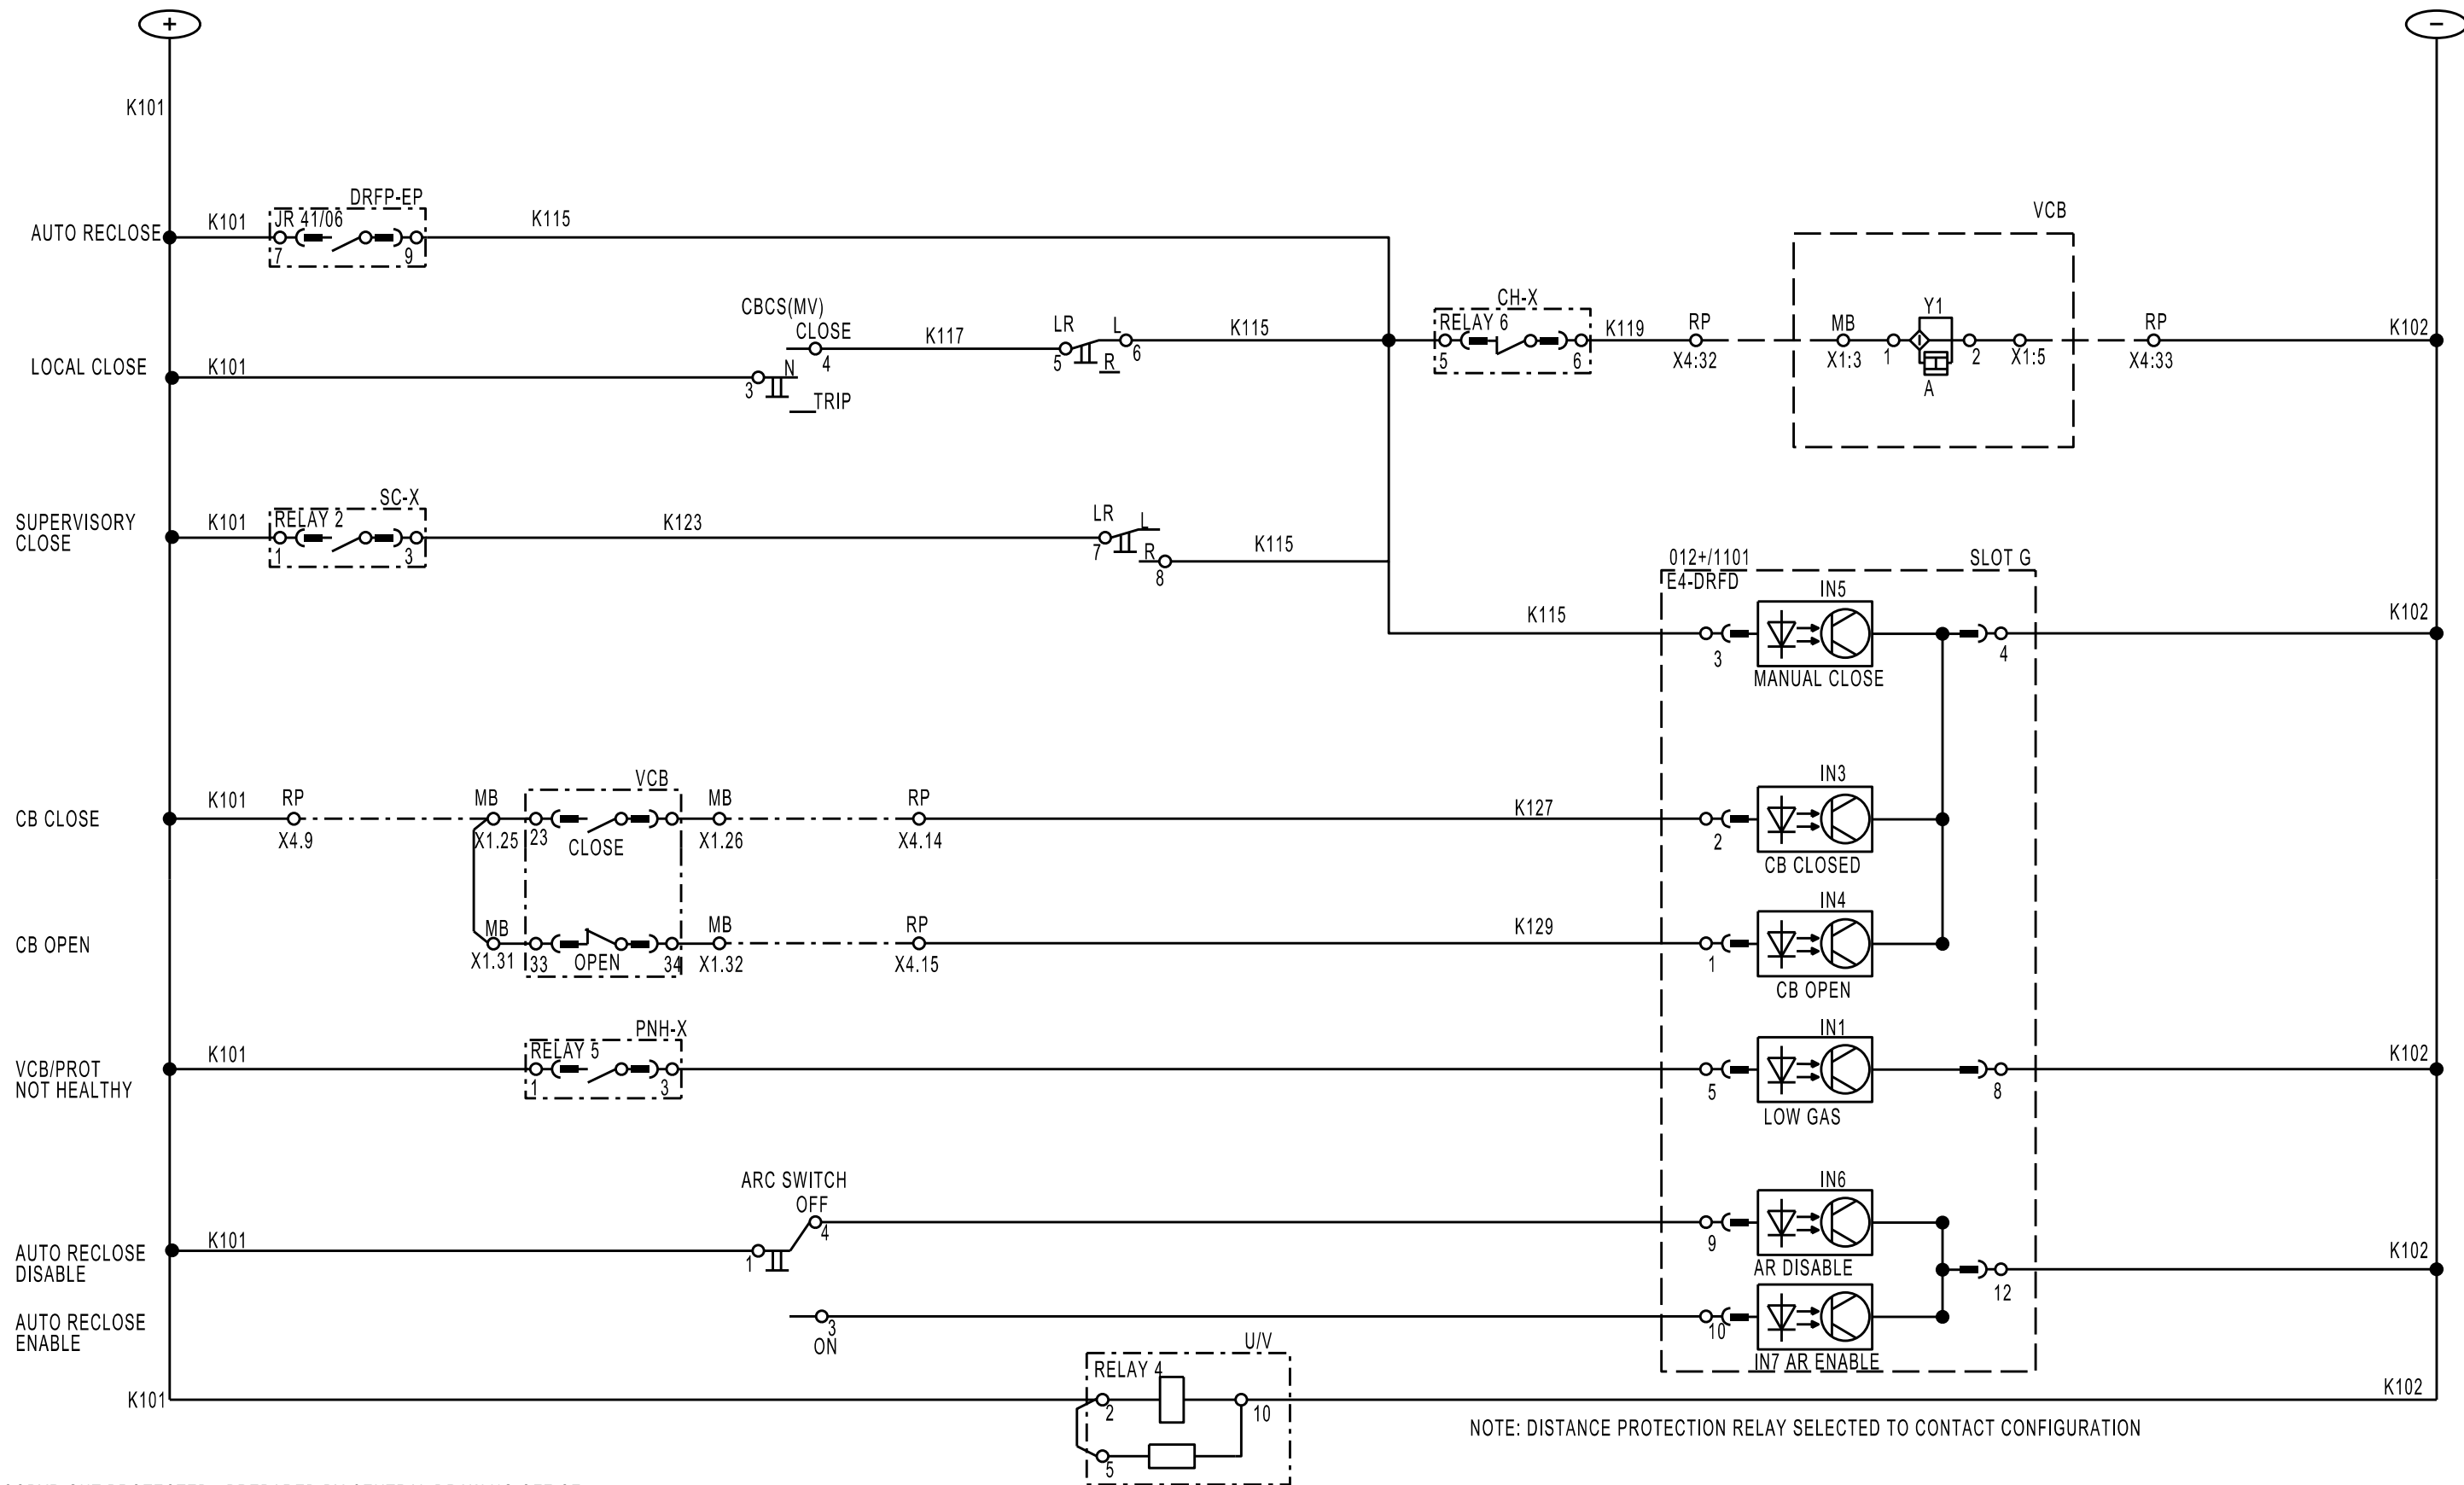 +
−
K101
DRFP-EP
AUTO RECLOSE
K101
JR 41/06
7
9
K115
VCB
CBCS(MV)
CLOSE
4
K117
LR
5
L
6
R
K115
CH-X
RELAY 6
5
6
K119
RP
X4:32
MB
X1:3
1
Y1
A
2
X1:5
RP
X4:33
K102
LOCAL CLOSE
K101
3
N
TRIP
SC-X
SUPERVISORY
CLOSE
K101
RELAY 2
1
3
K123
LR
7
L
R
8
K115
012+/1101
SLOT G
E4-DRFD
K115
3
IN5
MANUAL CLOSE
4
K102
CB CLOSE
K101
RP
X4.9
MB
X1.25
VCB
23
CLOSE
MB
X1.26
RP
X4.14
K127
2
IN3
CB CLOSED
CB OPEN
MB
X1.31
33
OPEN
34
MB
X1.32
RP
X4.15
K129
1
IN4
CB OPEN
VCB/PROT
NOT HEALTHY
K101
PNH-X
RELAY 5
1
3
5
IN1
LOW GAS
8
K102
ARC SWITCH
OFF
4
AUTO RECLOSE
DISABLE
K101
1
9
IN6
AR DISABLE
12
K102
AUTO RECLOSE
ENABLE
3
ON
10
IN7 AR ENABLE
K101
U/V
RELAY 4
2
10
5
K102
NOTE: DISTANCE PROTECTION RELAY SELECTED TO CONTACT CONFIGURATION